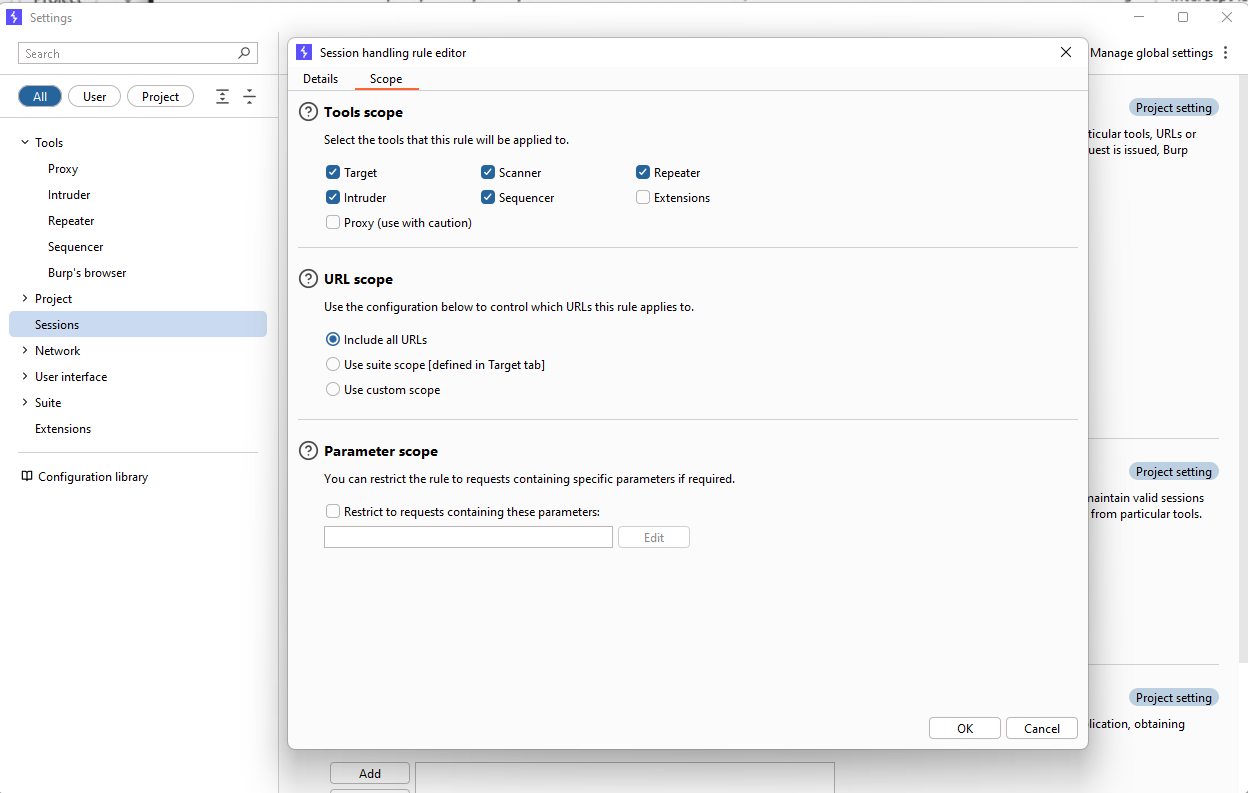 Settings
Search
All
User
Project
Tools
Proxy
Intruder
Repeater
Sequencer
Burp's browser
Project
Sessions
Network
User interface
Suite
Extensions
Configuration library
Session handling rule editor
Manage global settings
Details
Scope
Tools scope
Select the tools that this rule will be applied to.
Target
Scanner
Repeater
Intruder
Sequencer
Extensions
Proxy (use with caution)
URL scope
Use the configuration below to control which URLs this rule applies to.
Include all URLs
Use suite scope [defined in Target tab]
Use custom scope
Parameter scope
You can restrict the rule to requests containing specific parameters if required.
Restrict to requests containing these parameters:
Edit
OK
Cancel
Project setting
ticular tools, URLs or
uest is issued, Burp
Project setting
maintain valid sessions
from particular tools.
Project setting
lication, obtaining
Add